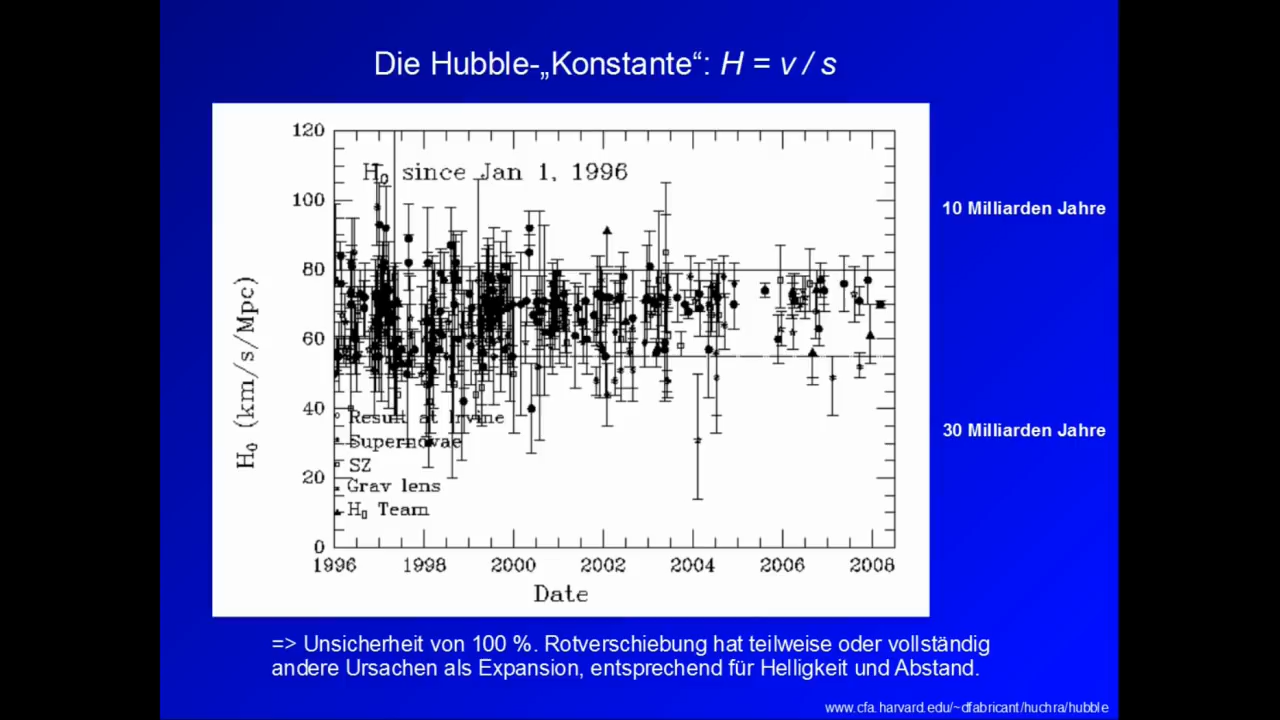 Die Hubble-„Konstante“: H = v / s
120
H₀ since Jan 1, 1996
100
10 Milliarden Jahre
80
H₀ (km/s/Mpc)
60
40
Result at Irvine
30 Milliarden Jahre
Supernovae
SZ
20
Grav lens
H₀ Team
0
1996 1998 2000 2002 2004 2006 2008
Date
=> Unsicherheit von 100 %. Rotverschiebung hat teilweise oder vollständig
andere Ursachen als Expansion, entsprechend für Helligkeit und Abstand.
www.cfa.harvard.edu/~dfabricant/huchra/hubble